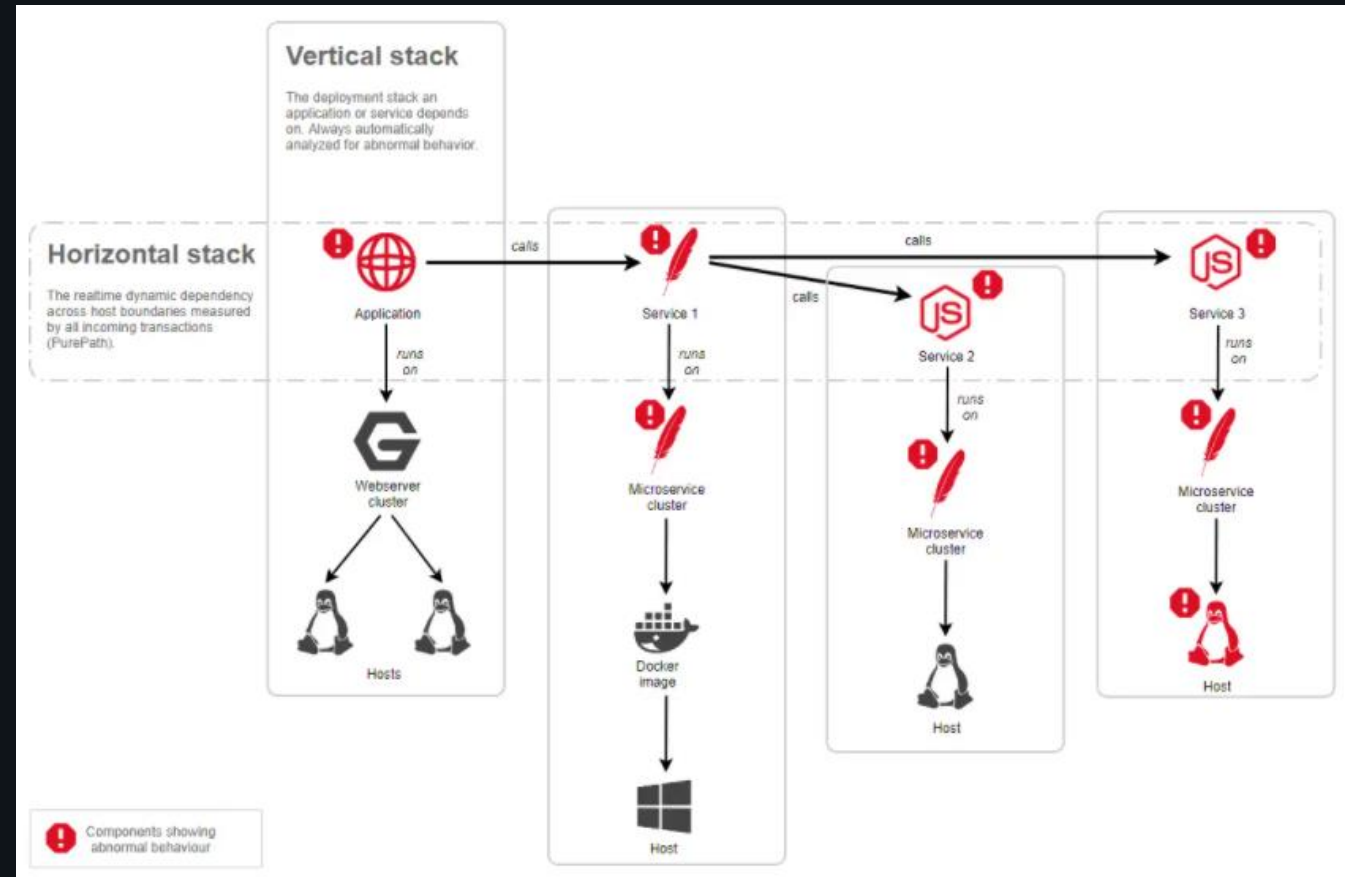 Vertical stack
The deployment stack an
application or service depends
on. Always automatically
analyzed for abnormal behavior.
Horizontal stack
The realtime dynamic dependency
across host boundaries measured
by all incoming transactions
(PurePath).
Application
calls
Service 1
calls
calls
JS
Service 2
JS
Service 3
runs
on
runs
on
runs
on
runs
on
Webserver
cluster
Microservice
cluster
Microservice
cluster
Microservice
cluster
Hosts
Docker
image
Host
Host
Host
Components showing
abnormal behaviour